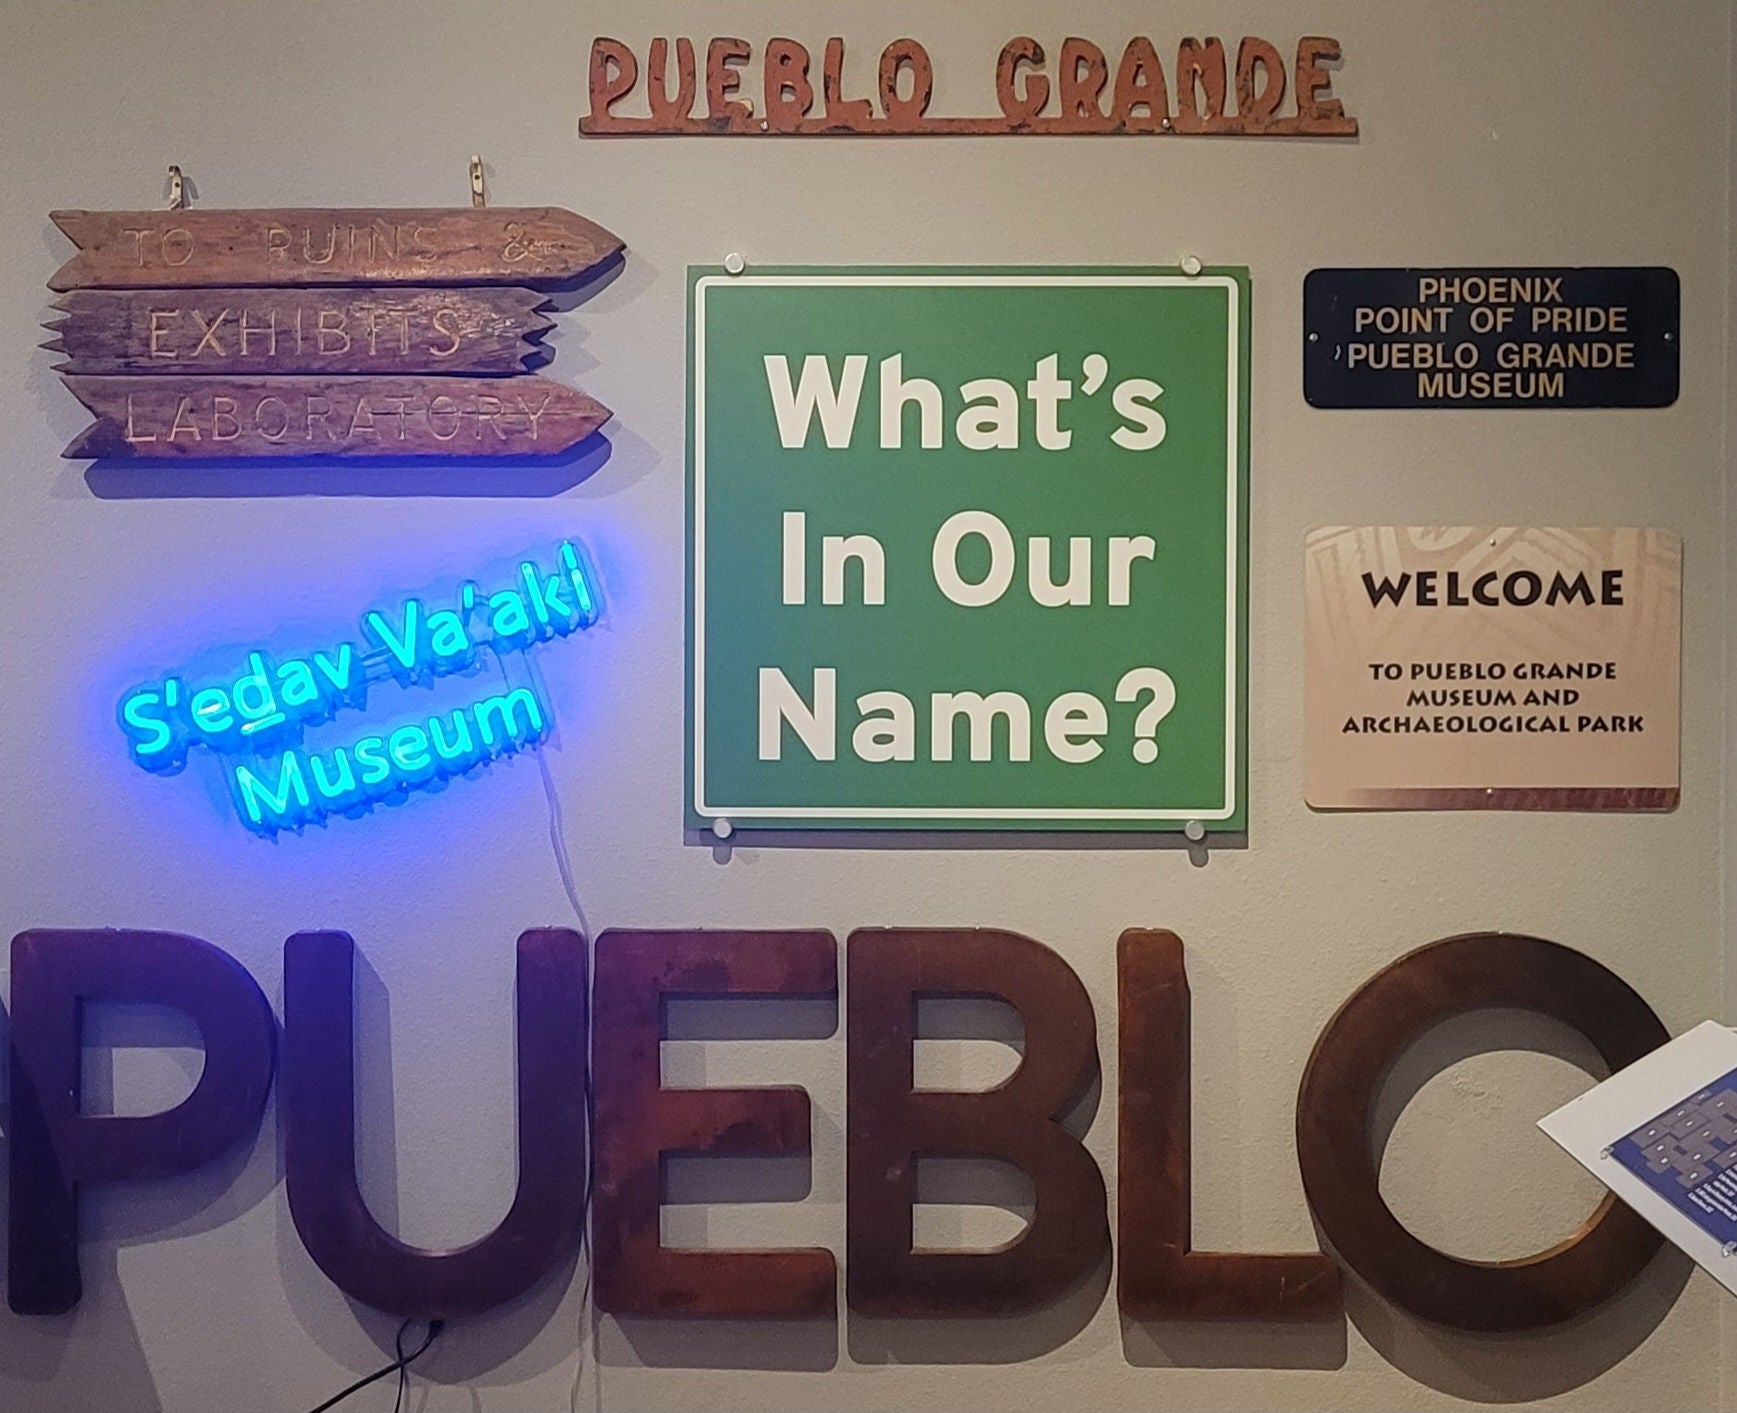 PUEBLO GRANDE
TO RUINS &
EXHIBITS
LABORATORY
What's
In Our
Name?
PHOENIX
POINT OF PRIDE
PUEBLO GRANDE
MUSEUM
S'eḏav Va'aki
Museum
WELCOME
TO PUEBLO GRANDE
MUSEUM AND
ARCHAEOLOGICAL PARK
PUEBLO